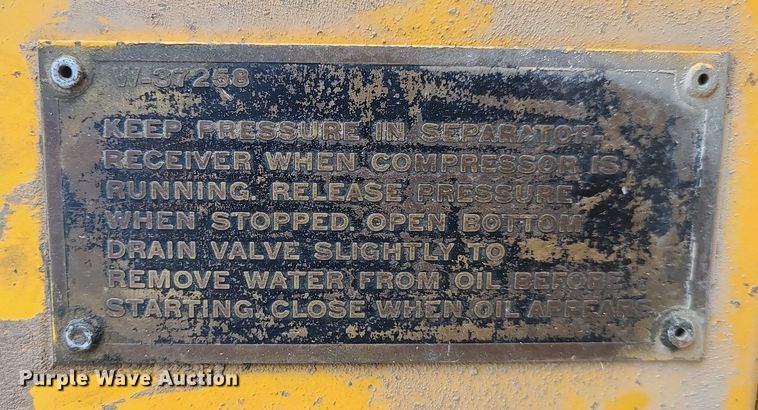 W-37258
KEEP PRESSURE IN SEPARATOR
RECEIVER WHEN COMPRESSOR IS
RUNNING. RELEASE PRESSURE
WHEN STOPPED. OPEN BOTTOM
DRAIN VALVE SLIGHTLY TO
REMOVE WATER FROM OIL BEFORE
STARTING. CLOSE WHEN OIL APPEARS
Purple Wave Auction